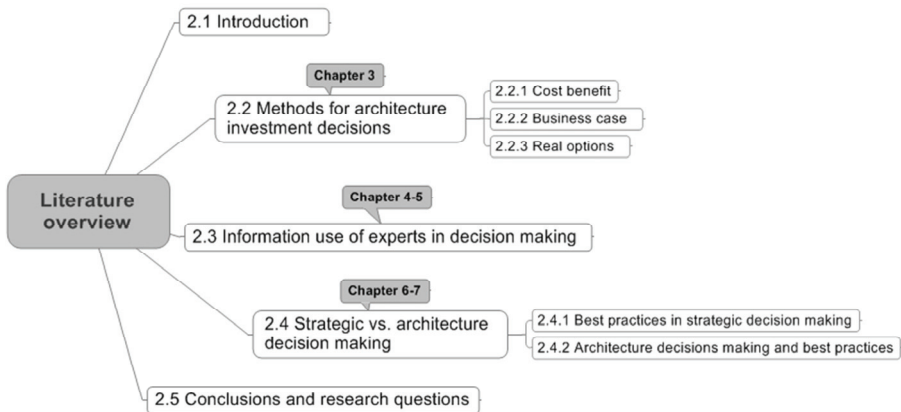 2.1 Introduction
Chapter 3
2.2 Methods for architecture
investment decisions
2.2.1 Cost benefit
2.2.2 Business case
2.2.3 Real options
Literature
overview
Chapter 4-5
2.3 Information use of experts in decision making
Chapter 6-7
2.4 Strategic vs. architecture
decision making
2.4.1 Best practices in strategic decision making
2.4.2 Architecture decisions making and best practices
2.5 Conclusions and research questions